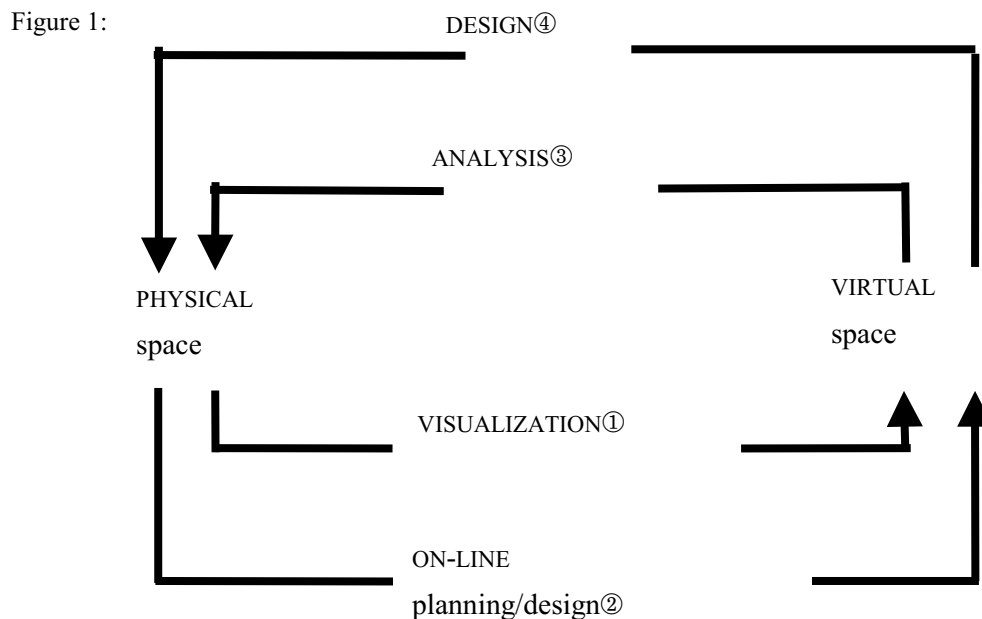 Figure 1:
DESIGN④
ANALYSIS③
PHYSICAL
space
VIRTUAL
space
VISUALIZATION①
ON-LINE
planning/design②